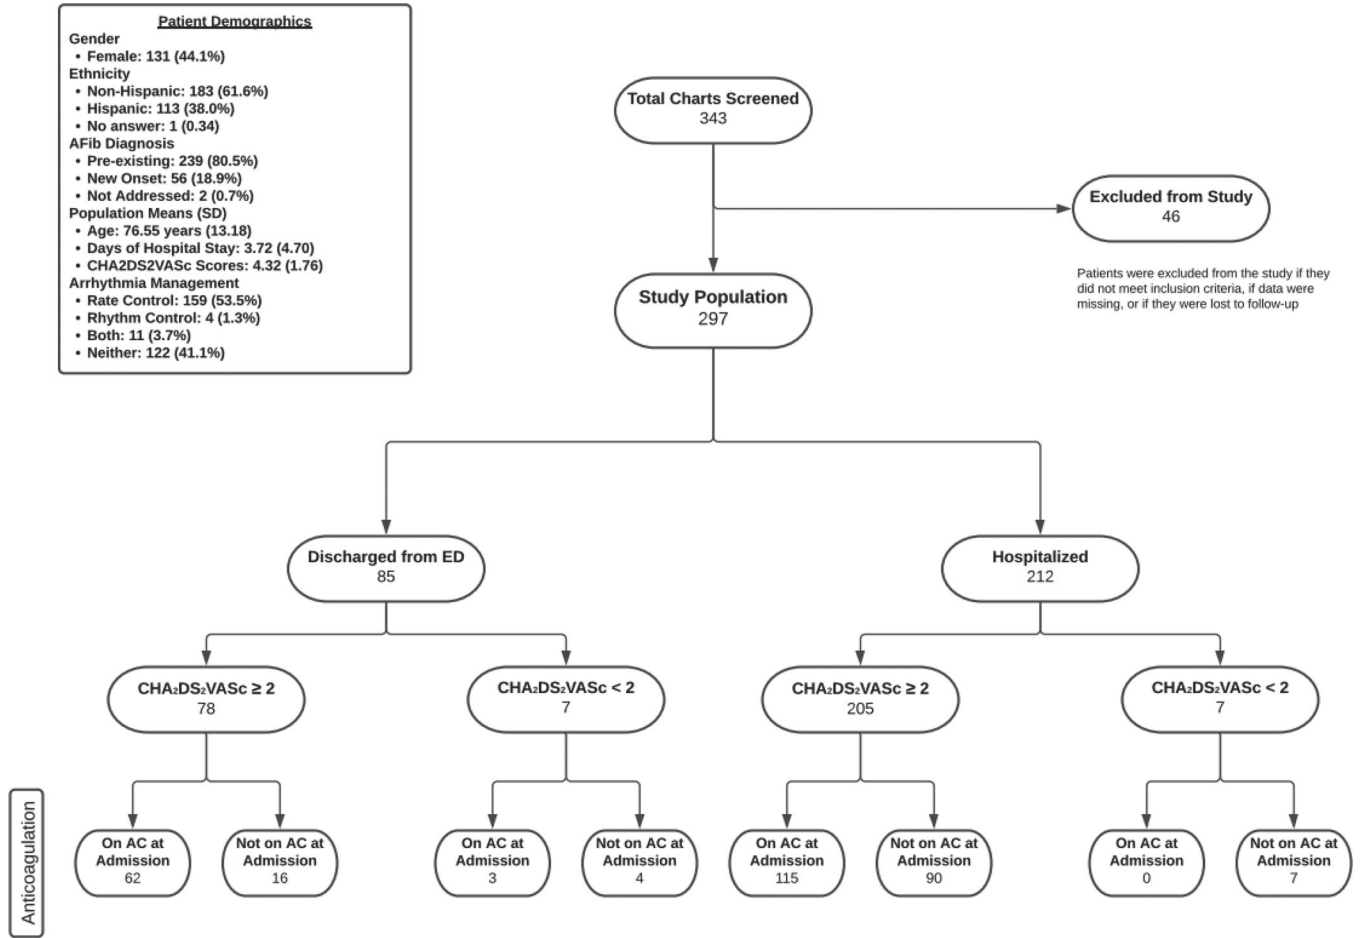 Patient Demographics
Gender
• Female: 131 (44.1%)
Ethnicity
• Non-Hispanic: 183 (61.6%)
• Hispanic: 113 (38.0%)
• No answer: 1 (0.34)
AFib Diagnosis
• Pre-existing: 239 (80.5%)
• New Onset: 56 (18.9%)
• Not Addressed: 2 (0.7%)
Population Means (SD)
• Age: 76.55 years (13.18)
• Days of Hospital Stay: 3.72 (4.70)
• CHA2DS2VASc Scores: 4.32 (1.76)
Arrhythmia Management
• Rate Control: 159 (53.5%)
• Rhythm Control: 4 (1.3%)
• Both: 11 (3.7%)
• Neither: 122 (41.1%)
Total Charts Screened
343
Excluded from Study
46
Patients were excluded from the study if they
did not meet inclusion criteria, if data were
missing, or if they were lost to follow-up
Study Population
297
Discharged from ED
85
Hospitalized
212
CHA₂DS₂VASc ≥ 2
78
CHA₂DS₂VASc < 2
7
CHA₂DS₂VASc ≥ 2
205
CHA₂DS₂VASc < 2
7
Anticoagulation
On AC at
Admission
62
Not on AC at
Admission
16
On AC at
Admission
3
Not on AC at
Admission
4
On AC at
Admission
115
Not on AC at
Admission
90
On AC at
Admission
0
Not on AC at
Admission
7